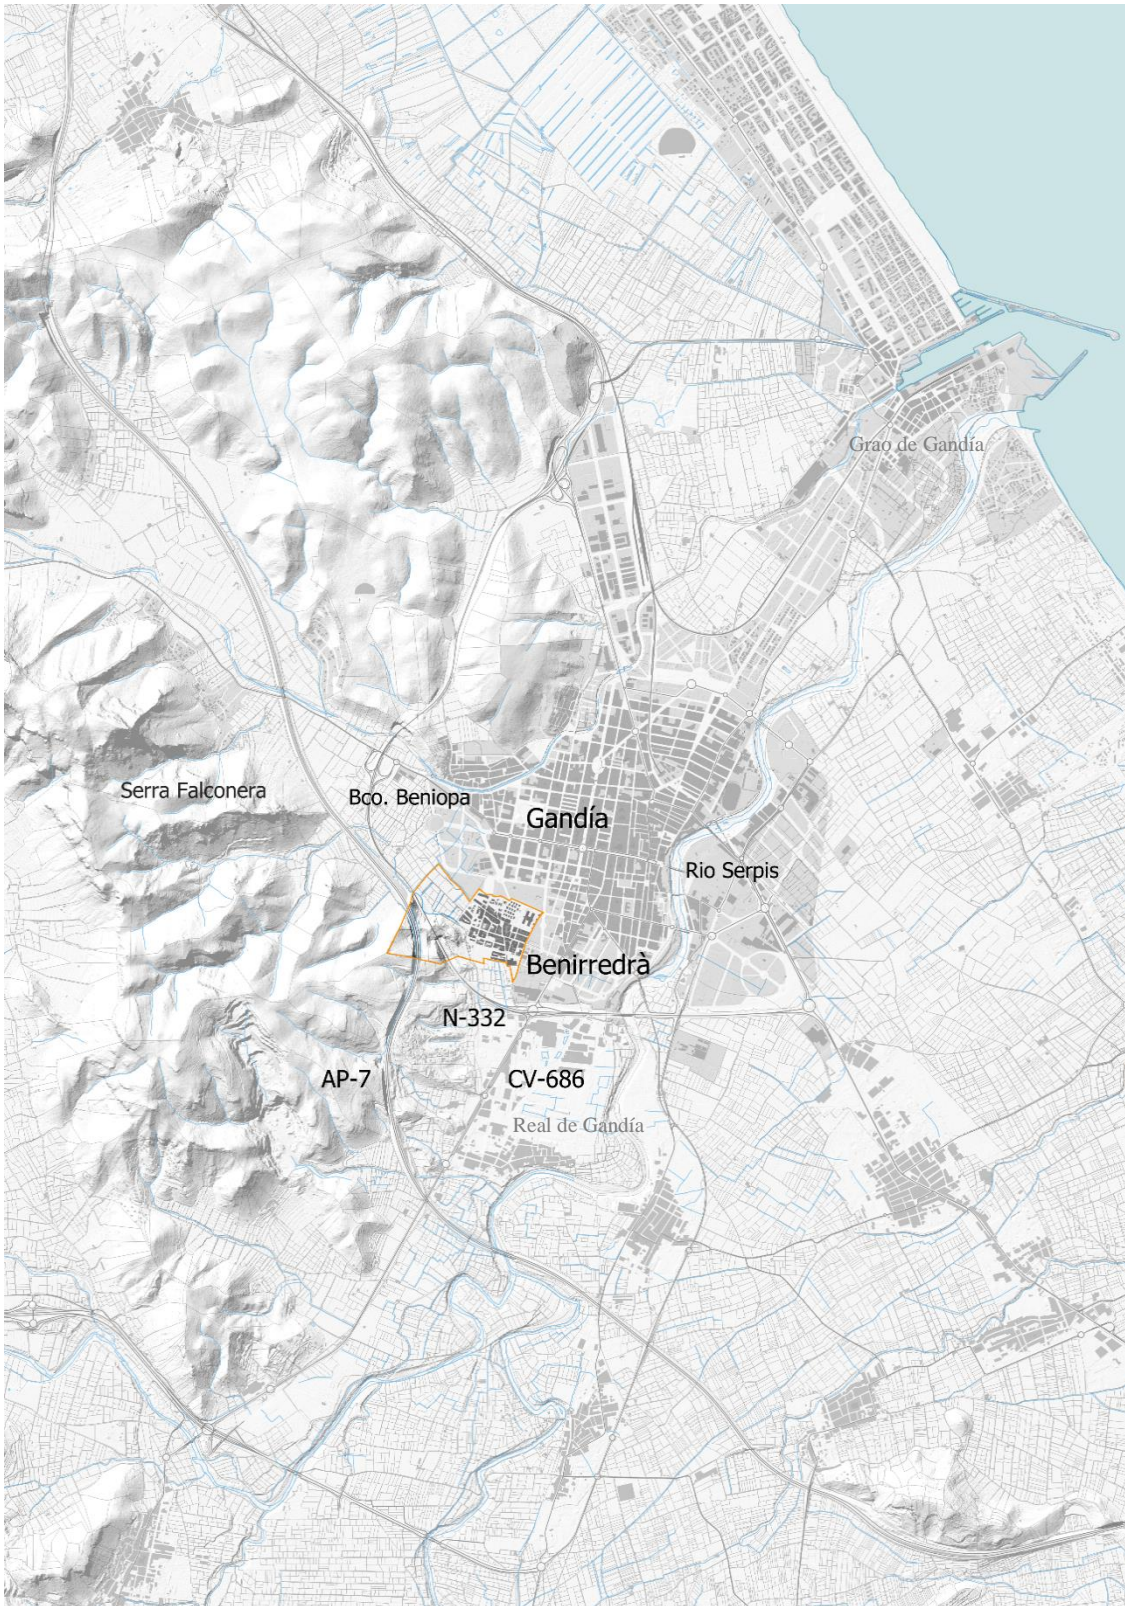 Grao de Gandía
Serra Falconera
Bco. Beniopa
Gandía
Rio Serpis
Benirredrà
N-332
AP-7
CV-686
Real de Gandía